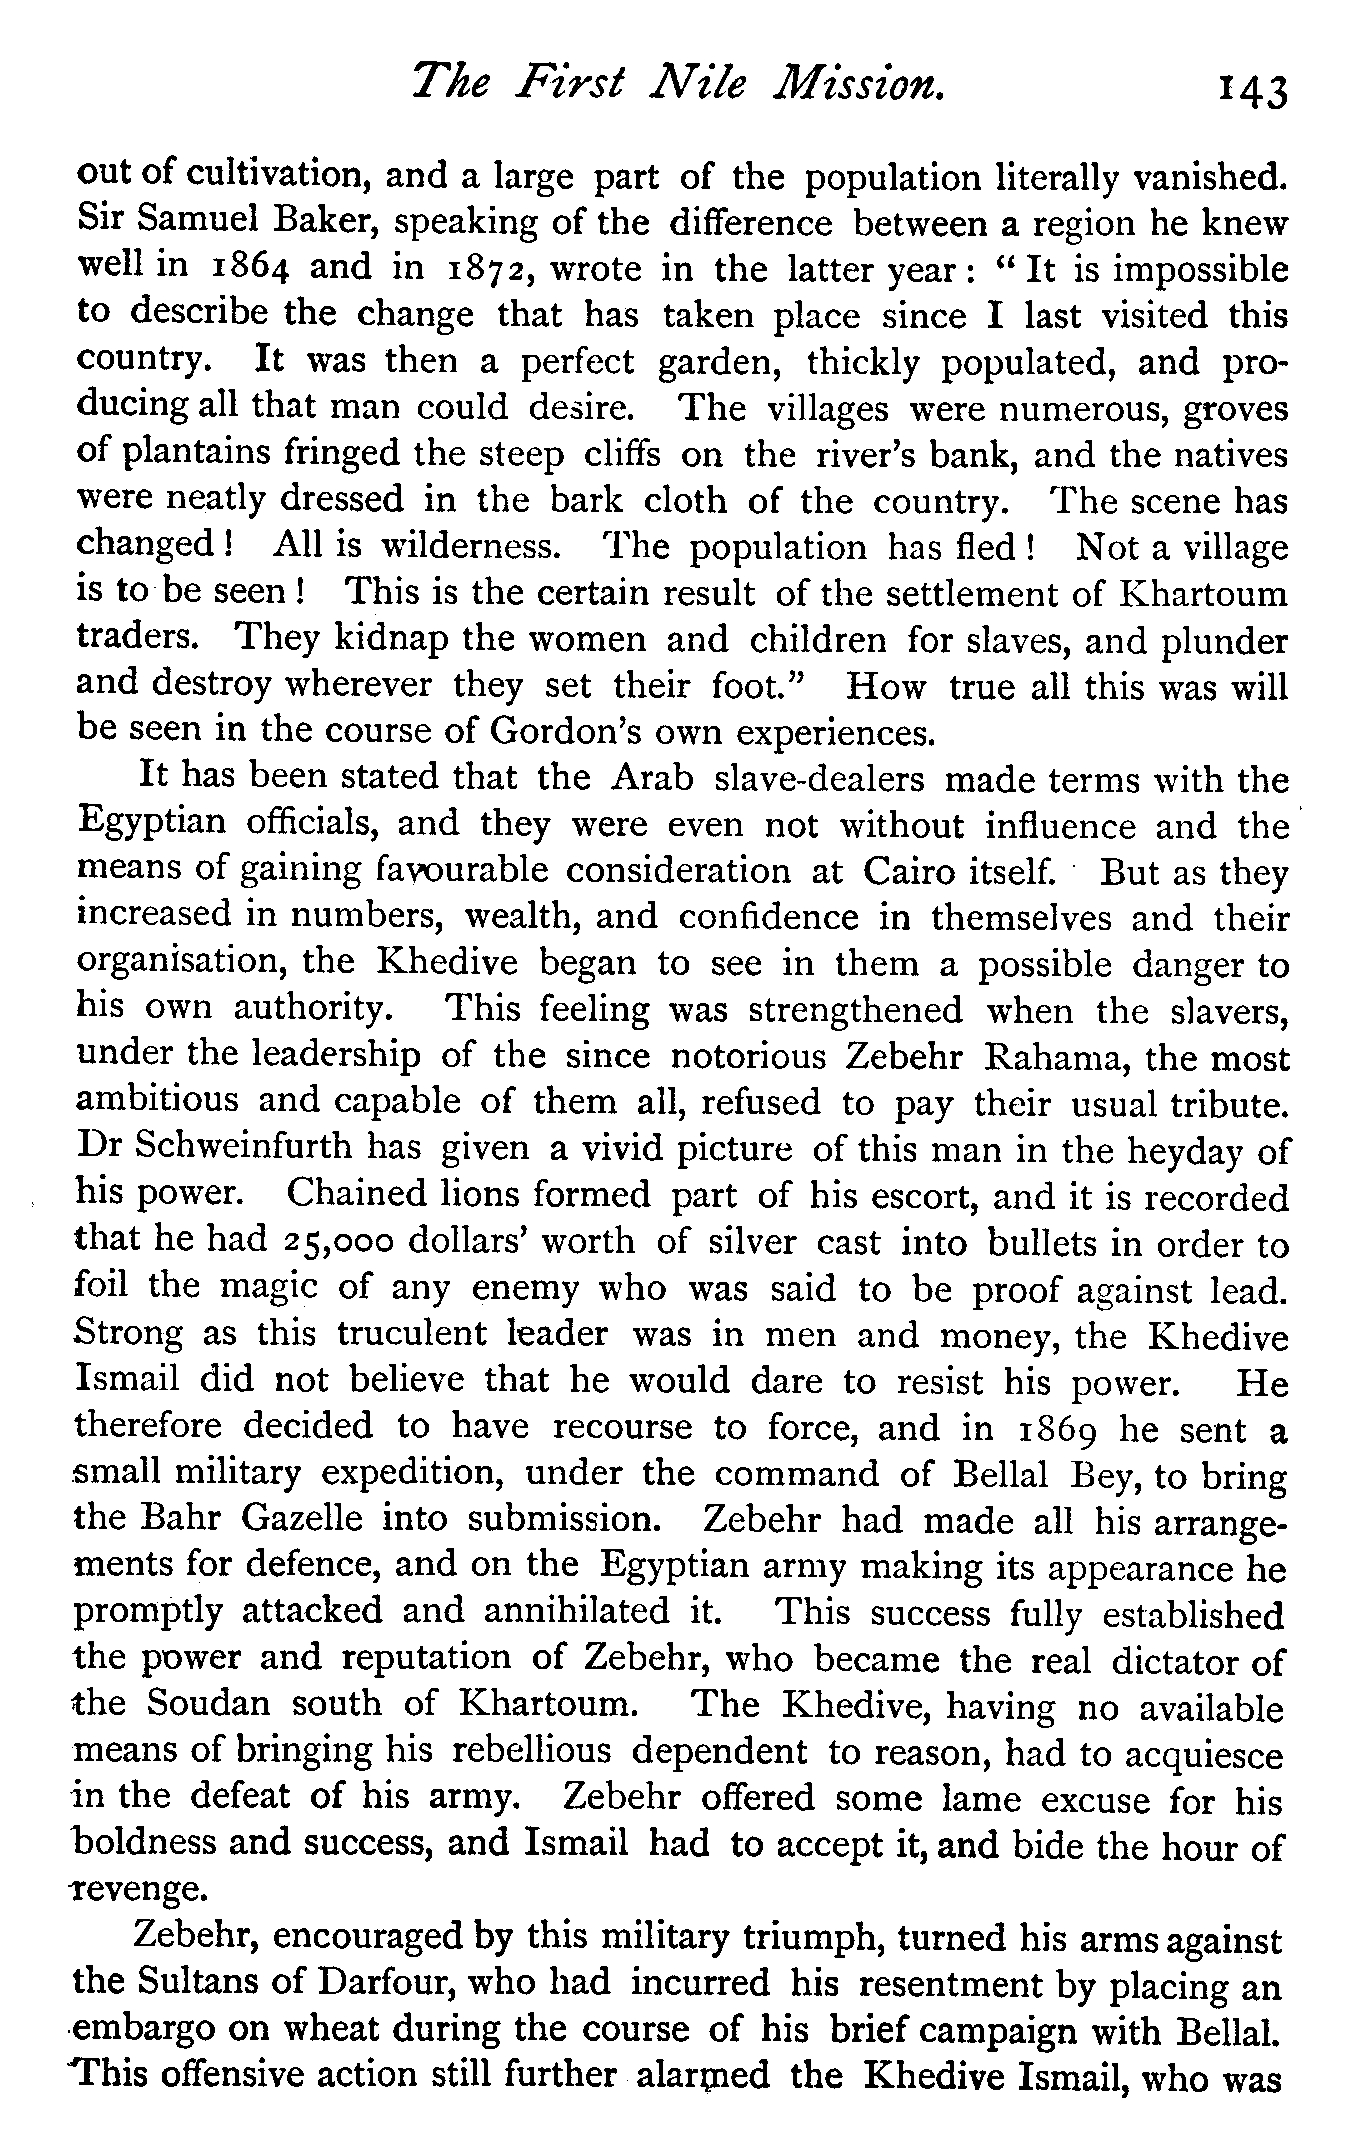 The First Nile Mission. 143
out of cultivation, and a large part of the population literally vanished.
Sir Samuel Baker, speaking of the difference between a region he knew
well in 1864 and in 1872, wrote in the latter year : “ It is impossible
to describe the change that has taken place since I last visited this
country. It was then a perfect garden, thickly populated, and pro-
ducing all that man could desire. The villages were numerous, groves
of plantains fringed the steep cliffs on the river’s bank, and the natives
were neatly dressed in the bark cloth of the country. The scene has
changed ! All is wilderness. The population has fled ! Not a village
is to be seen ! This is the certain result of the settlement of Khartoum
traders. They kidnap the women and children for slaves, and plunder
and destroy wherever they set their foot.” How true all this was will
be seen in the course of Gordon’s own experiences.
It has been stated that the Arab slave-dealers made terms with the
Egyptian officials, and they were even not without influence and the
means of gaining favourable consideration at Cairo itself. But as they
increased in numbers, wealth, and confidence in themselves and their
organisation, the Khedive began to see in them a possible danger to
his own authority. This feeling was strengthened when the slavers,
under the leadership of the since notorious Zebehr Rahama, the most
ambitious and capable of them all, refused to pay their usual tribute.
Dr Schweinfurth has given a vivid picture of this man in the heyday of
his power. Chained lions formed part of his escort, and it is recorded
that he had 25,000 dollars’ worth of silver cast into bullets in order to
foil the magic of any enemy who was said to be proof against lead.
Strong as this truculent leader was in men and money, the Khedive
Ismail did not believe that he would dare to resist his power. He
therefore decided to have recourse to force, and in 1869 he sent a
small military expedition, under the command of Bellal Bey, to bring
the Bahr Gazelle into submission. Zebehr had made all his arrange-
ments for defence, and on the Egyptian army making its appearance he
promptly attacked and annihilated it. This success fully established
the power and reputation of Zebehr, who became the real dictator of
the Soudan south of Khartoum. The Khedive, having no available
means of bringing his rebellious dependent to reason, had to acquiesce
in the defeat of his army. Zebehr offered some lame excuse for his
boldness and success, and Ismail had to accept it, and bide the hour of
revenge.
Zebehr, encouraged by this military triumph, turned his arms against
the Sultans of Darfour, who had incurred his resentment by placing an
embargo on wheat during the course of his brief campaign with Bellal.
This offensive action still further alarmed the Khedive Ismail, who was